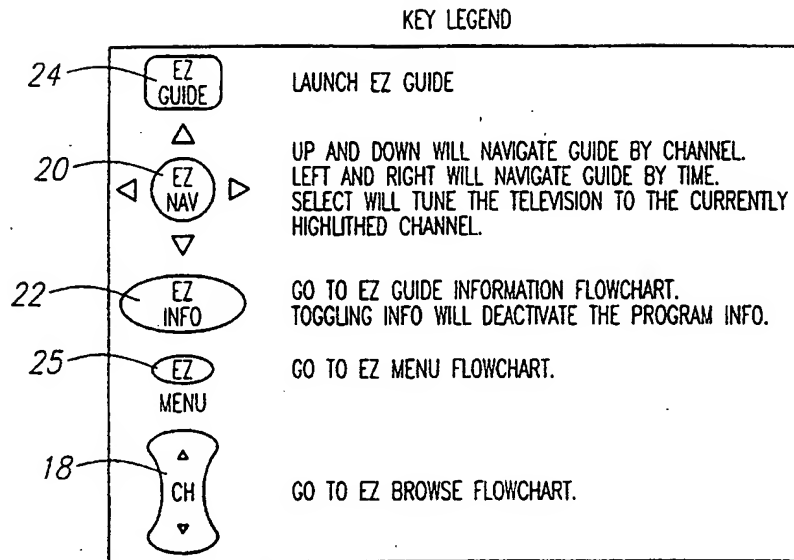 KEY LEGEND
24
EZ
GUIDE
LAUNCH EZ GUIDE
20
EZ
NAV
UP AND DOWN WILL NAVIGATE GUIDE BY CHANNEL.
LEFT AND RIGHT WILL NAVIGATE GUIDE BY TIME.
SELECT WILL TUNE THE TELEVISION TO THE CURRENTLY
HIGHLITHED CHANNEL.
22
EZ
INFO
GO TO EZ GUIDE INFORMATION FLOWCHART.
TOGGLING INFO WILL DEACTIVATE THE PROGRAM INFO.
25
EZ
MENU
GO TO EZ MENU FLOWCHART.
18
CH
GO TO EZ BROWSE FLOWCHART.